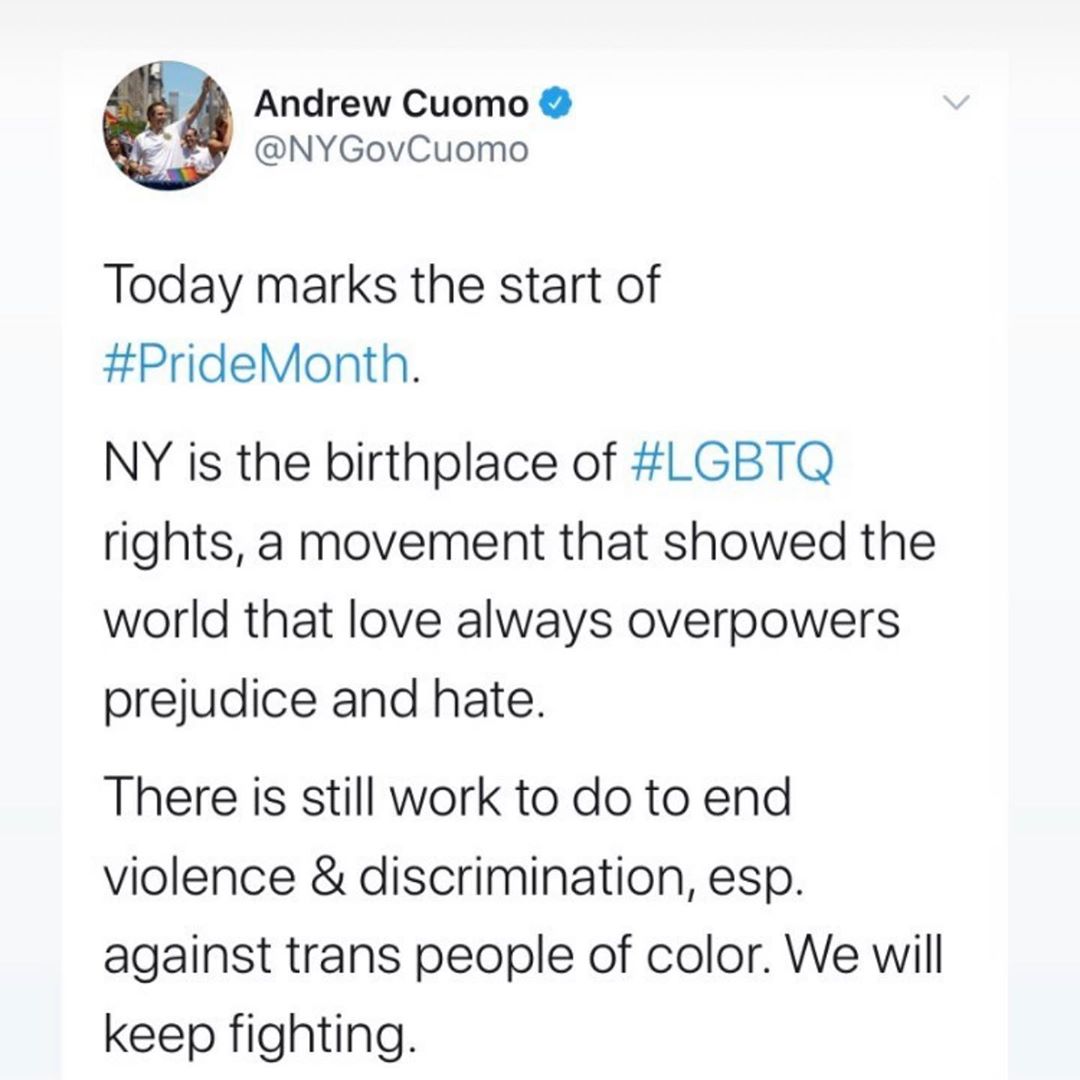 Andrew Cuomo
@NYGovCuomo
Today marks the start of
#PrideMonth.
NY is the birthplace of #LGBTQ
rights, a movement that showed the
world that love always overpowers
prejudice and hate.
There is still work to do to end
violence & discrimination, esp.
against trans people of color. We will
keep fighting.